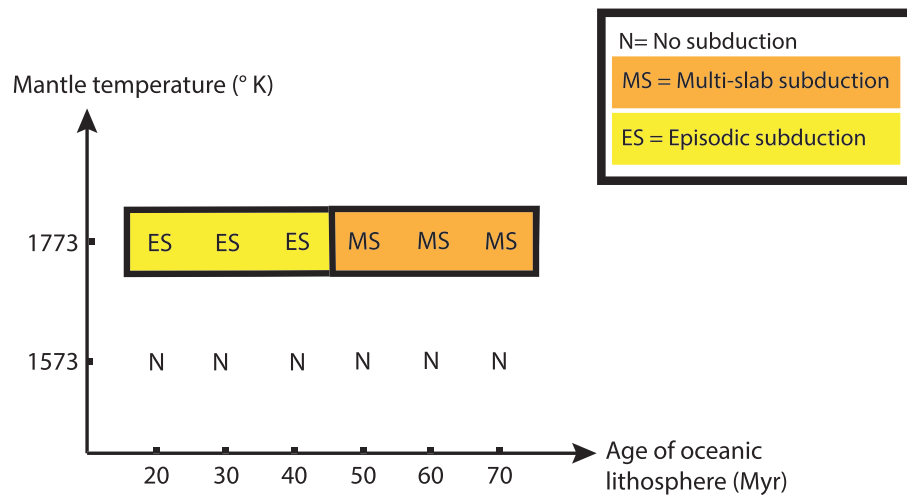 N= No subduction
MS = Multi-slab subduction
ES = Episodic subduction
Mantle temperature (° K)
1773
ES ES ES MS MS MS
1573
N N N N N N
20 30 40 50 60 70
Age of oceanic
lithosphere (Myr)